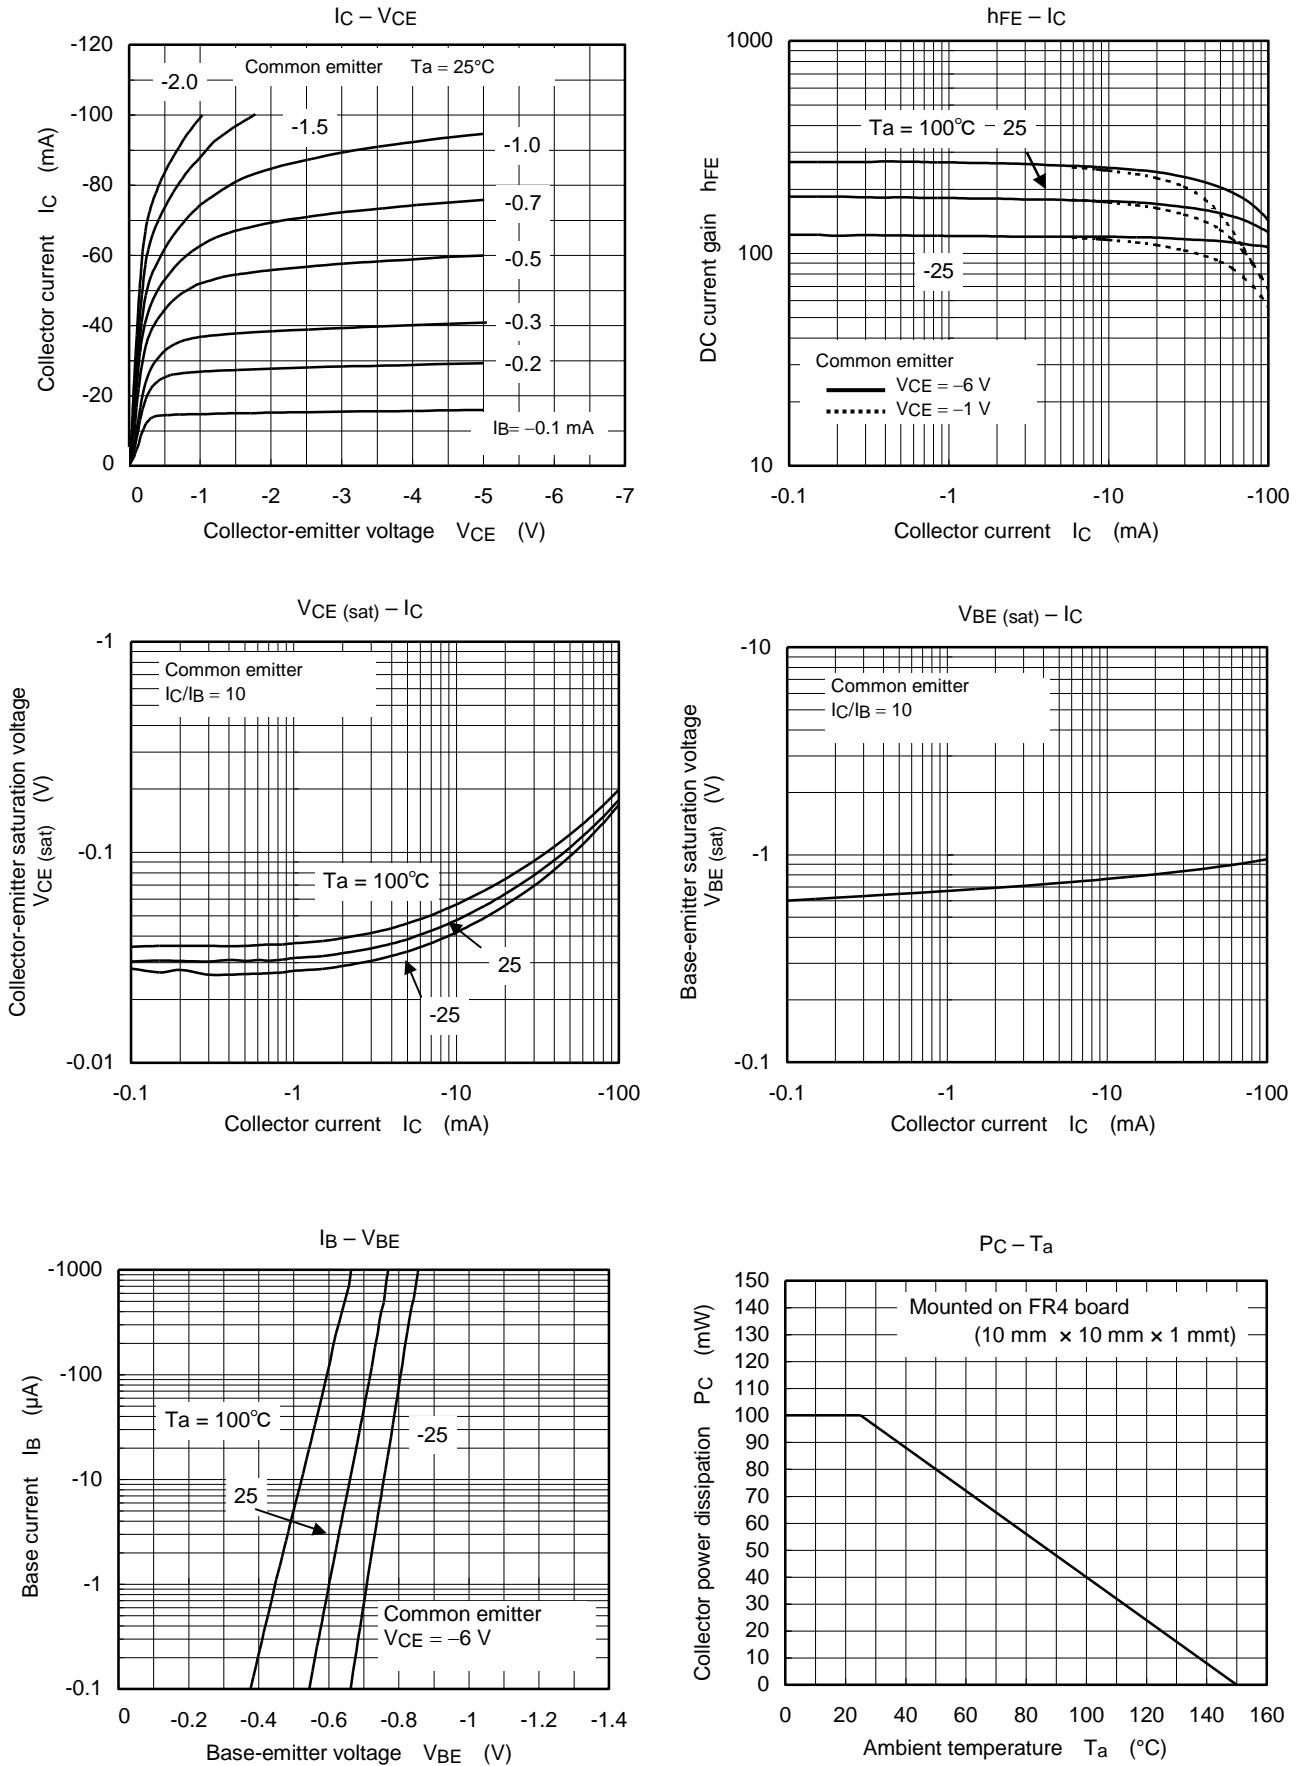 IC – VCE
-120
-100
-80
-60
-40
-20
0
Collector current IC (mA)
Common emitter Ta = 25°C
-2.0
-1.5
-1.0
-0.7
-0.5
-0.3
-0.2
IB= −0.1 mA
0 -1 -2 -3 -4 -5 -6 -7
Collector-emitter voltage VCE (V)
hFE – IC
1000
100
10
DC current gain hFE
Ta = 100°C
25
-25
Common emitter
VCE = −6 V
VCE = −1 V
-0.1 -1 -10 -100
Collector current IC (mA)
VCE (sat) – IC
-1
-0.1
-0.01
Collector-emitter saturation voltage
VCE (sat) (V)
Common emitter
IC/IB = 10
Ta = 100°C
25
-25
-0.1 -1 -10 -100
Collector current IC (mA)
VBE (sat) – IC
-10
-1
-0.1
Base-emitter saturation voltage
VBE (sat) (V)
Common emitter
IC/IB = 10
-0.1 -1 -10 -100
Collector current IC (mA)
IB – VBE
-1000
-100
-10
-1
-0.1
Base current IB (µA)
Ta = 100°C
25
-25
Common emitter
VCE = −6 V
0 -0.2 -0.4 -0.6 -0.8 -1 -1.2 -1.4
Base-emitter voltage VBE (V)
PC – Ta
150
140
130
120
110
100
90
80
70
60
50
40
30
20
10
0
Collector power dissipation PC (mW)
Mounted on FR4 board
(10 mm × 10 mm × 1 mmt)
0 20 40 60 80 100 120 140 160
Ambient temperature Ta (°C)